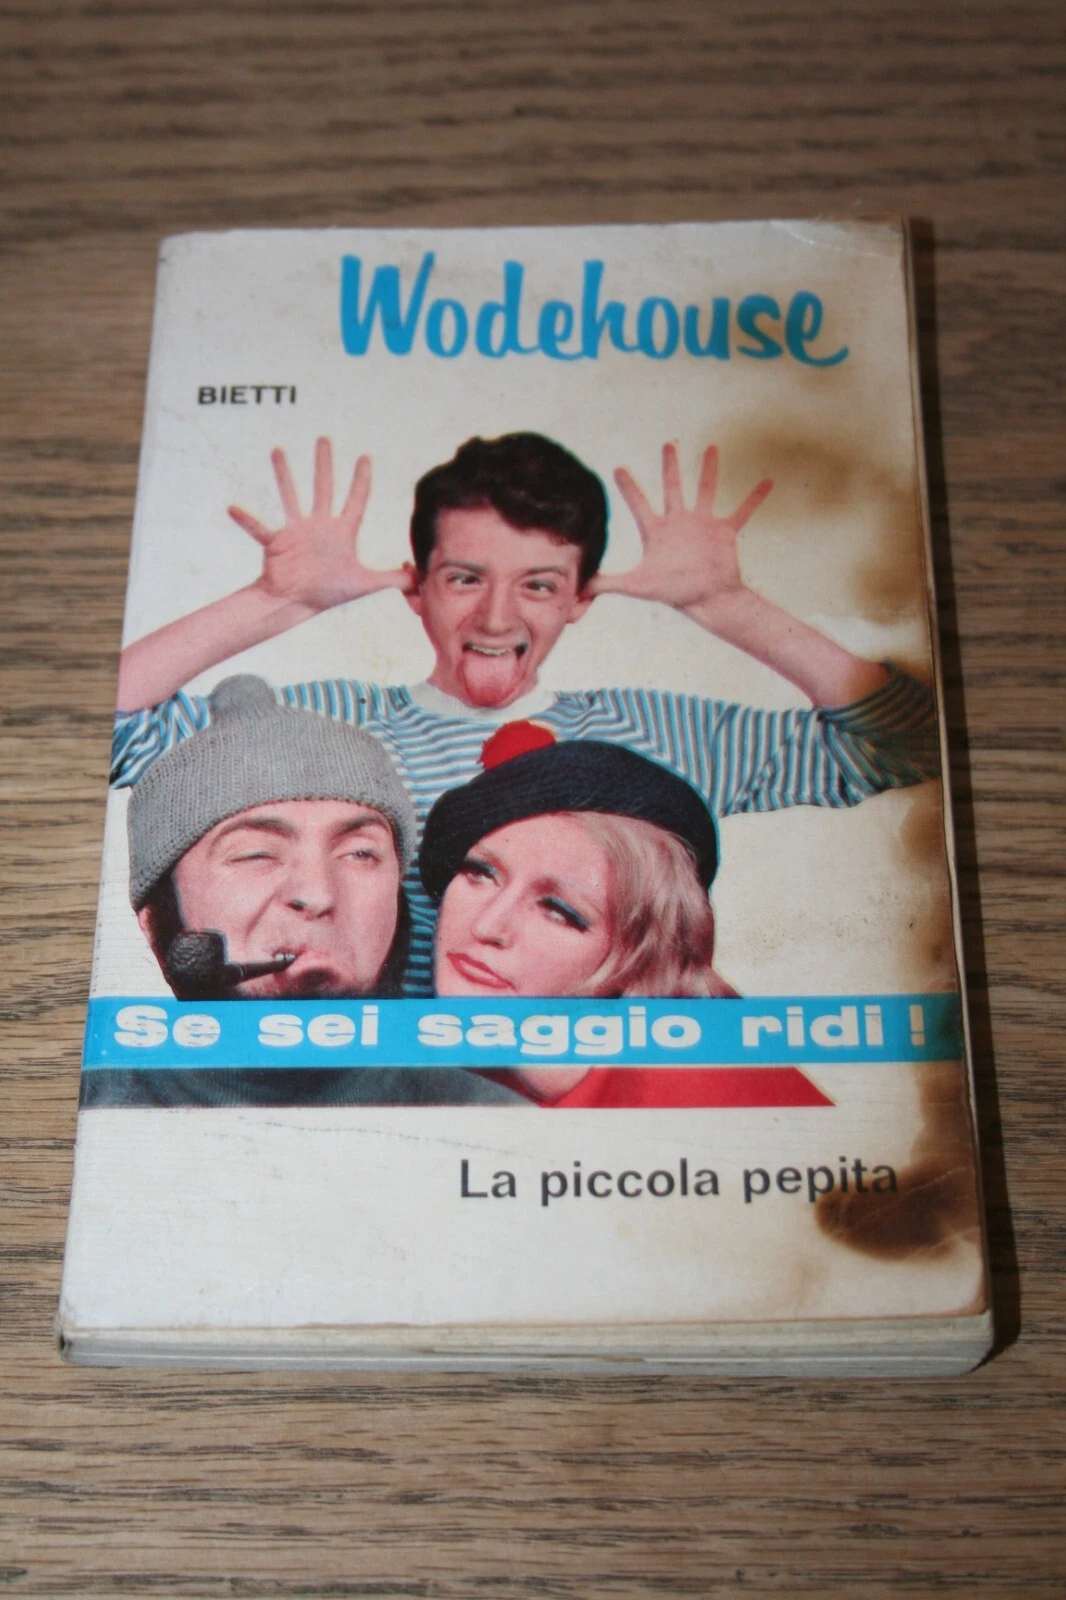 Wodehouse
BIETTI
Se sei saggio ridi!
La piccola pepita